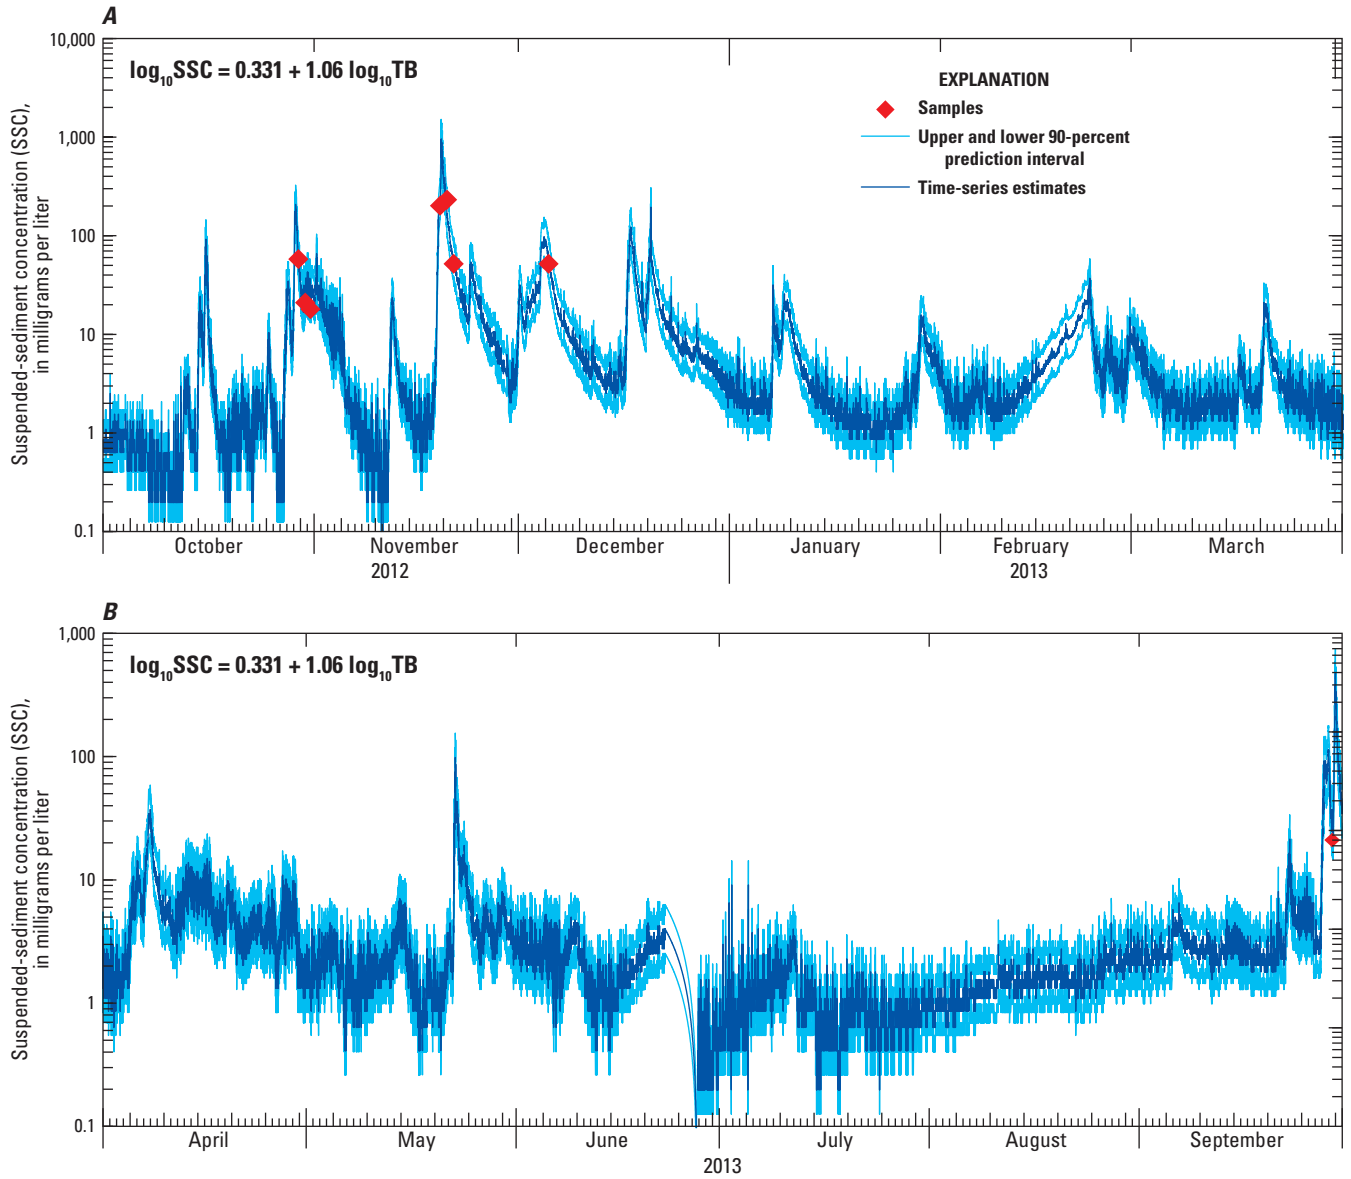 A
10,000
1,000
100
10
1
0.1
Suspended-sediment concentration (SSC),
in milligrams per liter
log₁₀SSC = 0.331 + 1.06 log₁₀TB
EXPLANATION
Samples
Upper and lower 90-percent
prediction interval
Time-series estimates
October November December January February March
2012 2013
B
1,000
100
10
1
0.1
Suspended-sediment concentration (SSC),
in milligrams per liter
log₁₀SSC = 0.331 + 1.06 log₁₀TB
April May June July August September
2013